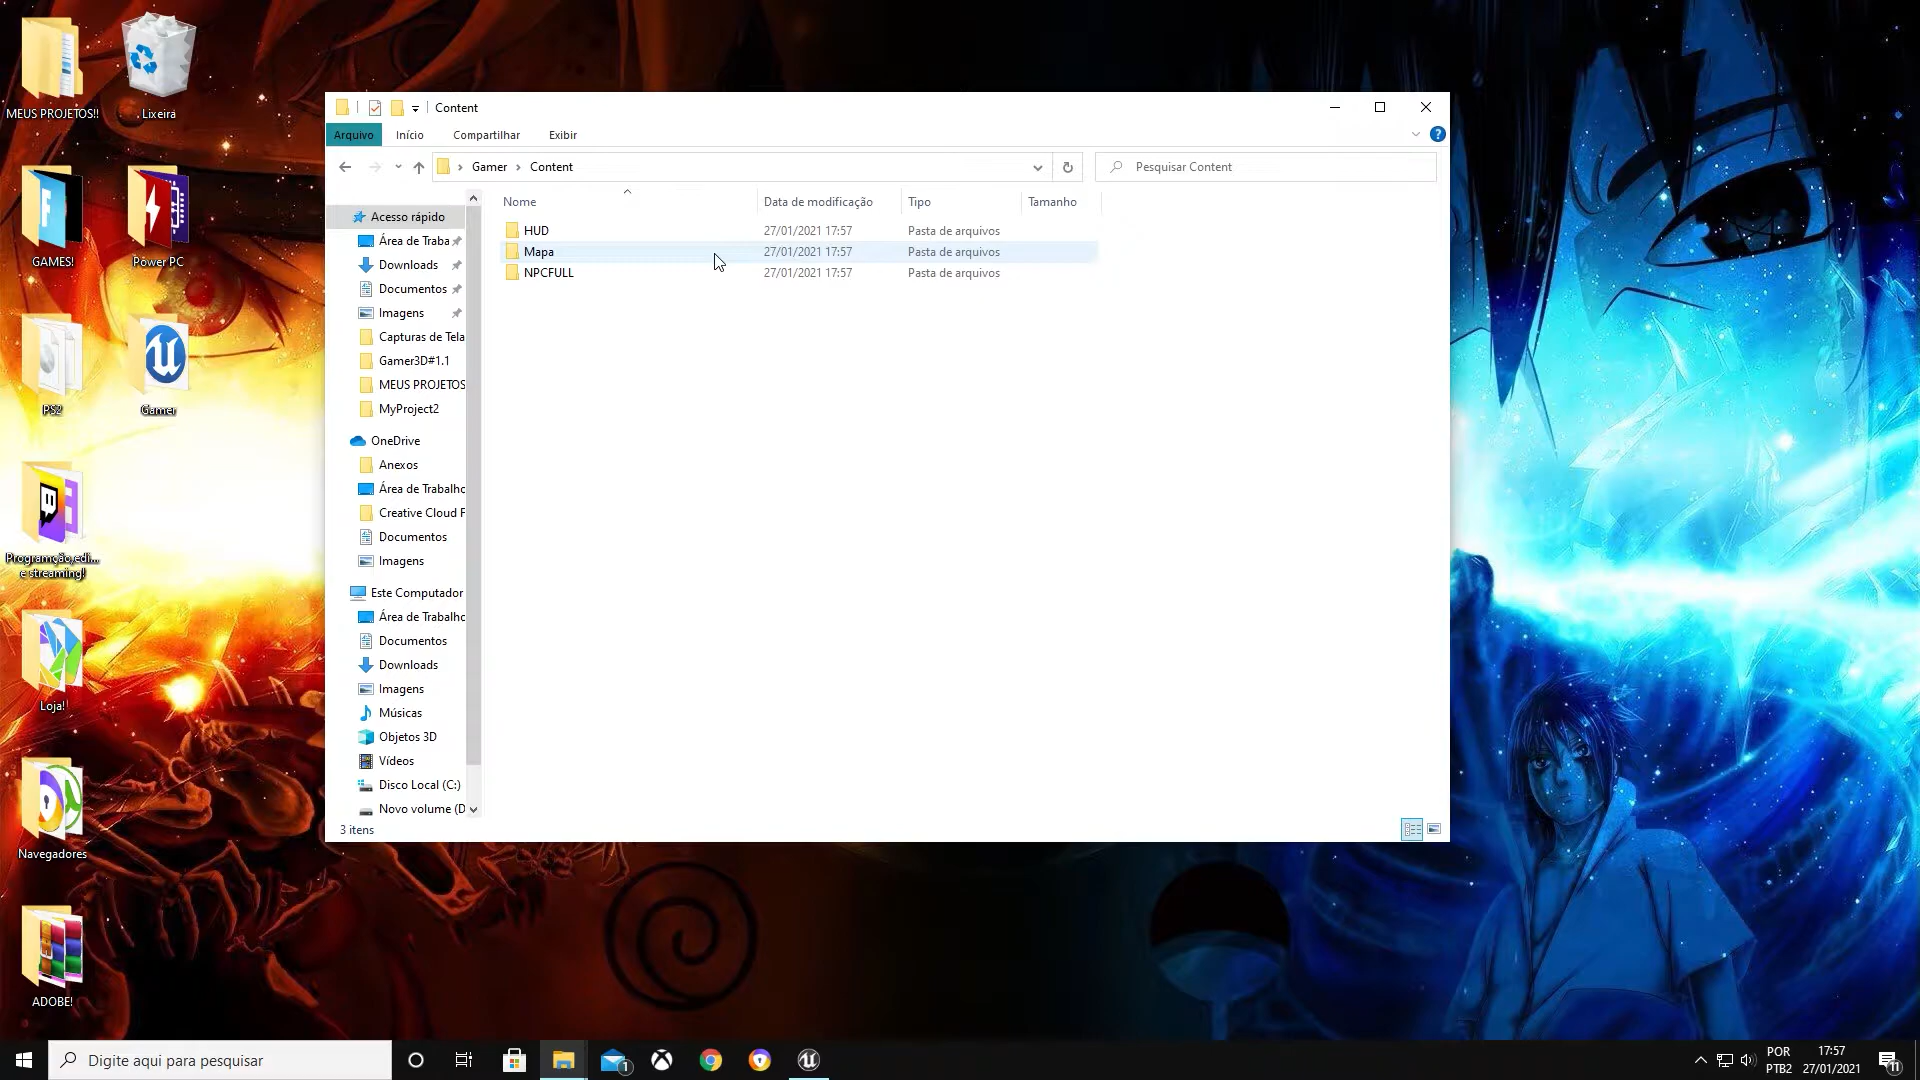 MEUS PROJETOS!!
Lixeira
GAMES!
Power PC
PS2
Gamer
Programção,edi...
e streaming!
Loja!
Navegadores
ADOBE!
Content
Arquivo
Início
Compartilhar
Exibir
Gamer
Content
Pesquisar Content
Nome
Data de modificação
Tipo
Tamanho
HUD
27/01/2021 17:57
Pasta de arquivos
Mapa
27/01/2021 17:57
Pasta de arquivos
NPCFULL
27/01/2021 17:57
Pasta de arquivos
Acesso rápido
Área de Traba
Downloads
Documentos
Imagens
Capturas de Tela
Gamer3D#1.1
MEUS PROJETOS
MyProject2
OneDrive
Anexos
Área de Trabalho
Creative Cloud F
Documentos
Imagens
Este Computador
Área de Trabalho
Documentos
Downloads
Imagens
Músicas
Objetos 3D
Vídeos
Disco Local (C:)
Novo volume (D
3 itens
Digite aqui para pesquisar
1
POR
PTB2
17:57
27/01/2021
11